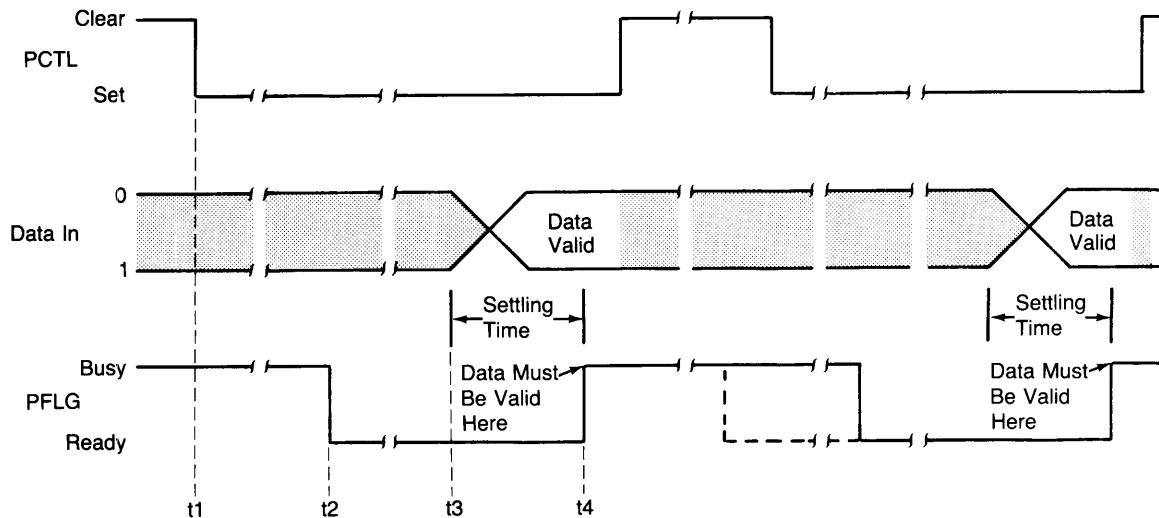 Clear
PCTL
Set
0
Data In
1
Data
Valid
Data
Valid
Settling
Time
Settling
Time
Busy
PFLG
Ready
Data Must
Be Valid
Here
Data Must
Be Valid
Here
t1
t2
t3
t4